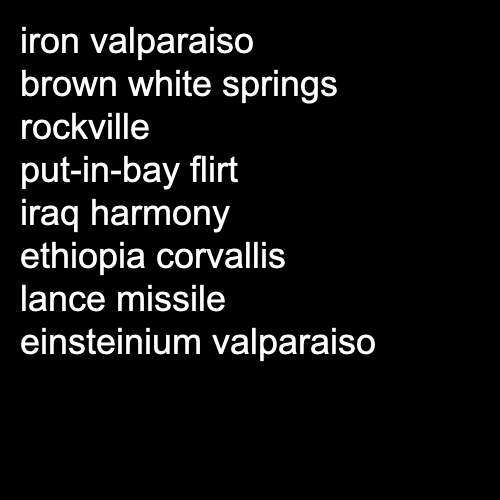 iron valparaiso
brown white springs
rockville
put-in-bay flirt
iraq harmony
ethiopia corvallis
lance missile
einsteinium valparaiso